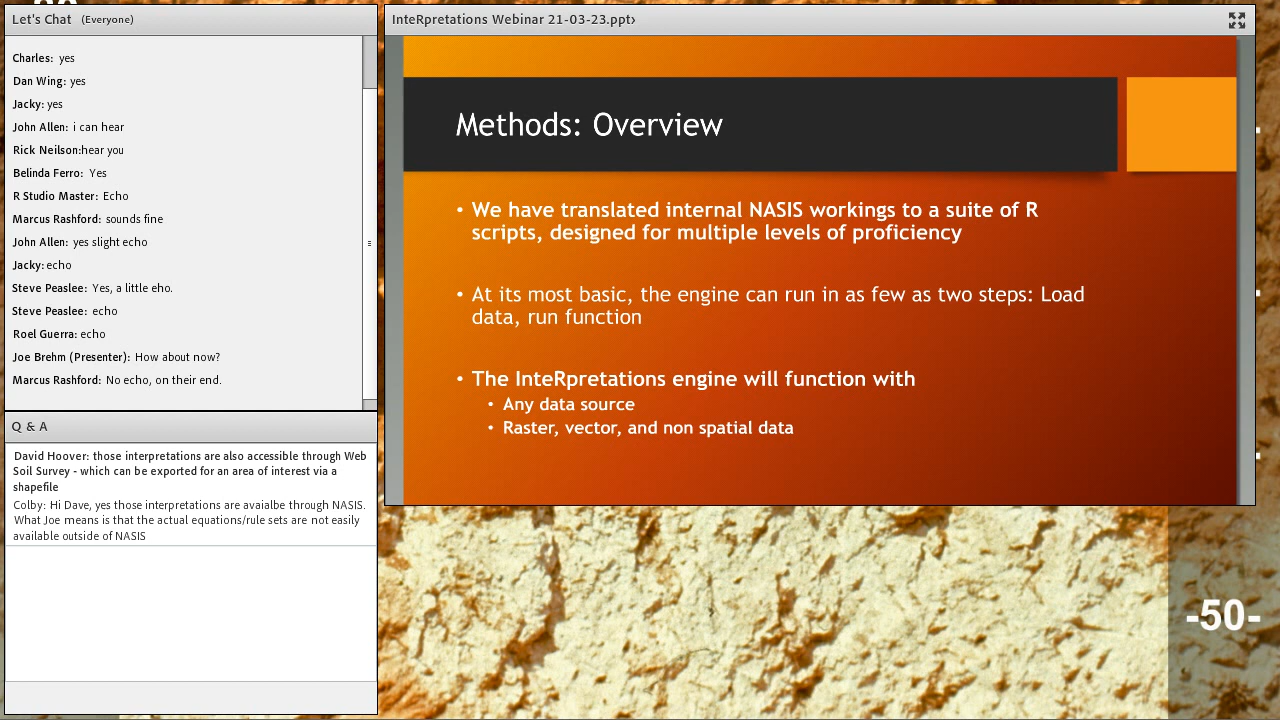 Let's Chat (Everyone)
Charles: yes
Dan Wing: yes
Jacky: yes
John Allen: i can hear
Rick Neilson:hear you
Belinda Ferro: Yes
R Studio Master: Echo
Marcus Rashford: sounds fine
John Allen: yes slight echo
Jacky: echo
Steve Peaslee: Yes, a little eho.
Steve Peaslee: echo
Roel Guerra: echo
Joe Brehm (Presenter): How about now?
Marcus Rashford: No echo, on their end.
Q & A
David Hoover: those interpretations are also accessible through Web
Soil Survey - which can be exported for an area of interest via a
shapefile
Colby: Hi Dave, yes those interpretations are avaialbe through NASIS.
What Joe means is that the actual equations/rule sets are not easily
available outside of NASIS
InteRpretations Webinar 21-03-23.ppt›
Methods: Overview
• We have translated internal NASIS workings to a suite of R
scripts, designed for multiple levels of proficiency
• At its most basic, the engine can run in as few as two steps: Load
data, run function
• The InteRpretations engine will function with
• Any data source
• Raster, vector, and non spatial data
-50-